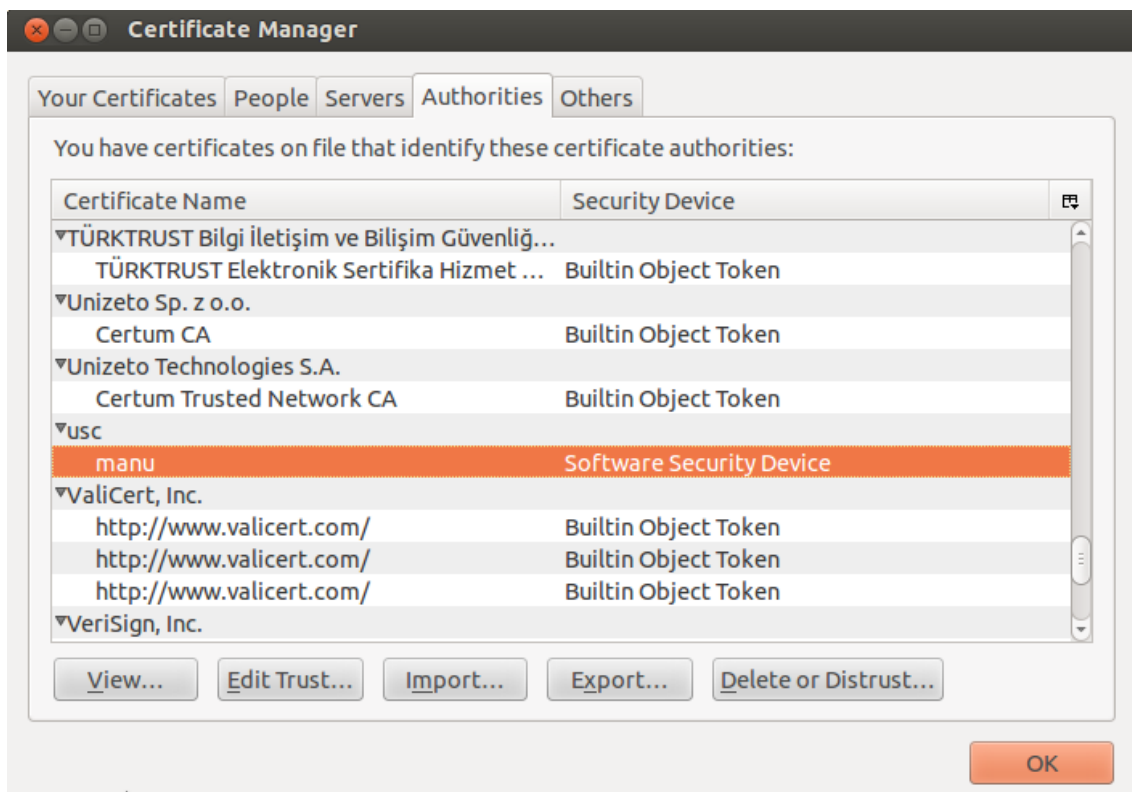 Certificate Manager
Your Certificates People Servers Authorities Others
You have certificates on file that identify these certificate authorities:
Certificate Name Security Device
TÜRKTRUST Bilgi İletişim ve Bilişim Güvenliğ...
TÜRKTRUST Elektronik Sertifika Hizmet ... Builtin Object Token
Unizeto Sp. z o.o.
Certum CA Builtin Object Token
Unizeto Technologies S.A.
Certum Trusted Network CA Builtin Object Token
usc
manu Software Security Device
ValiCert, Inc.
http://www.valicert.com/ Builtin Object Token
http://www.valicert.com/ Builtin Object Token
http://www.valicert.com/ Builtin Object Token
VeriSign, Inc.
View... Edit Trust... Import... Export... Delete or Distrust...
OK